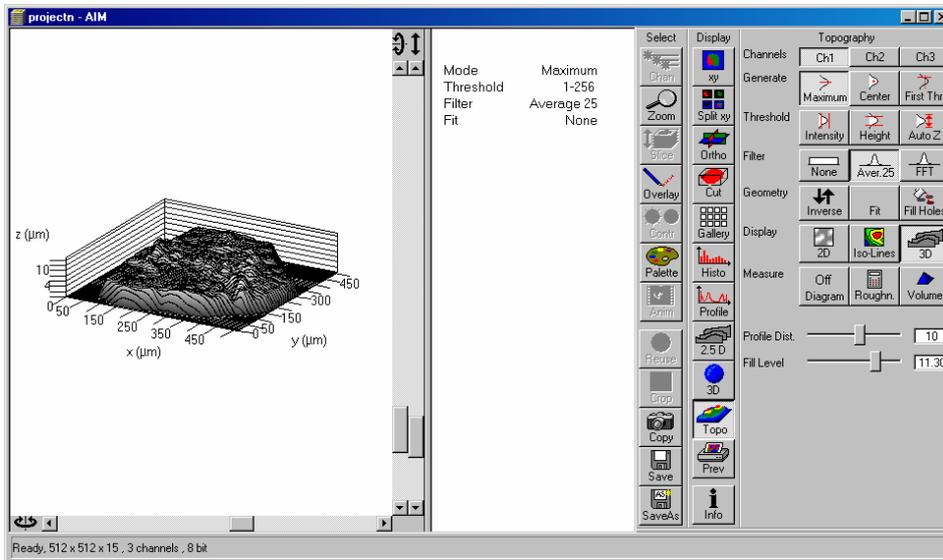 projectn - AIM
Mode Maximum
Threshold 1-256
Filter Average 25
Fit None
z (µm)
10
4
0
50
150
250
350
450
x (µm)
0
50
150
300
450
y (µm)
Select
Chan
Zoom
Slice
Overlay
Contr
Palette
Anim
Reuse
Crop
Copy
Save
AS
SaveAs
Display
xy
Split xy
Ortho
Cut
Gallery
Histo
Profile
2.5 D
3D
Topo
Prev
Info
Topography
Channels Ch1 Ch2 Ch3
Generate Maximum Center First Thr
Threshold Intensity Height Auto Z
Filter None Aver.25 FFT
Geometry Inverse Fit Fill Holes
Display 2D Iso-Lines 3D
Measure Off Diagram Roughn. Volume
Profile Dist. 10
Fill Level 11.30
Ready, 512 x 512 x 15 , 3 channels , 8 bit